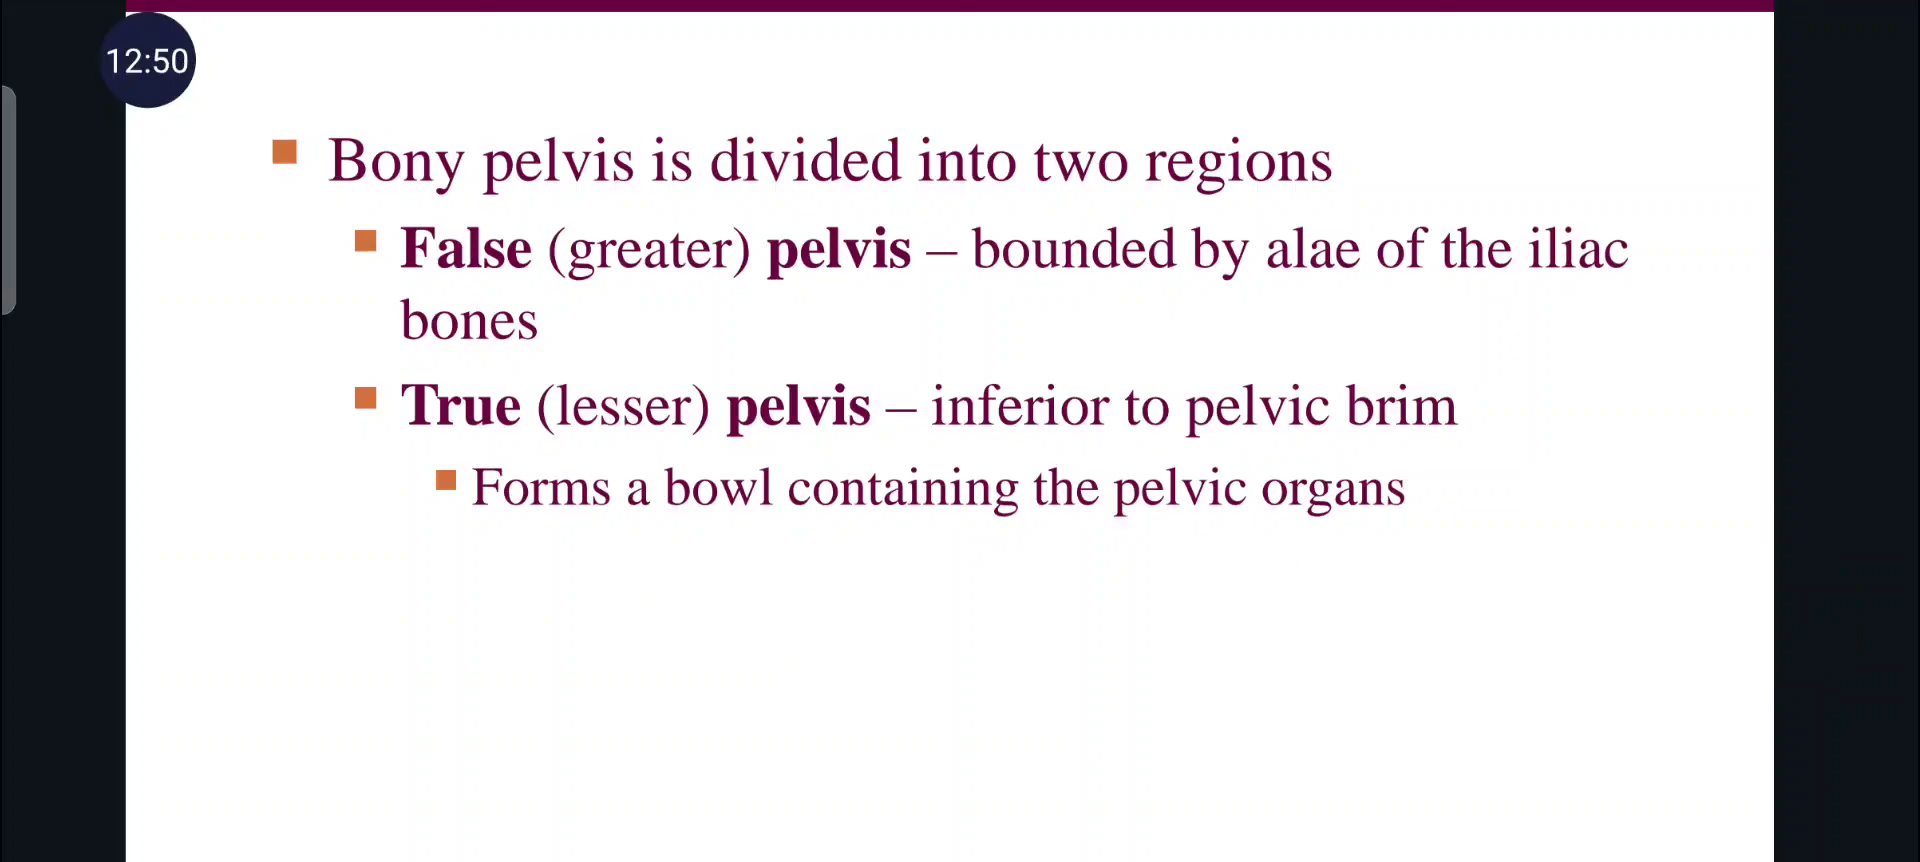 12:50
Bony pelvis is divided into two regions
False (greater) pelvis – bounded by alae of the iliac
bones
True (lesser) pelvis – inferior to pelvic brim
Forms a bowl containing the pelvic organs